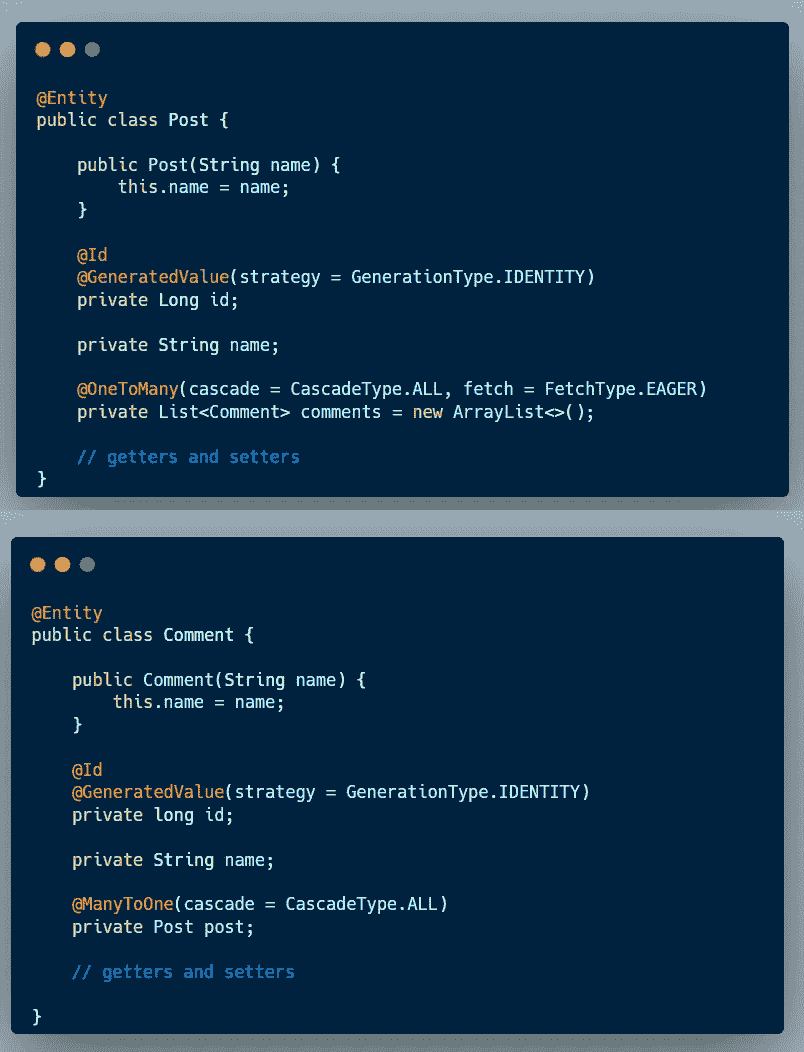 @Entity
public class Post {
public Post(String name) {
this.name = name;
}
@Id
@GeneratedValue(strategy = GenerationType.IDENTITY)
private Long id;
private String name;
@OneToMany(cascade = CascadeType.ALL, fetch = FetchType.EAGER)
private List<Comment> comments = new ArrayList<>();
// getters and setters
}
@Entity
public class Comment {
public Comment(String name) {
this.name = name;
}
@Id
@GeneratedValue(strategy = GenerationType.IDENTITY)
private long id;
private String name;
@ManyToOne(cascade = CascadeType.ALL)
private Post post;
// getters and setters
}